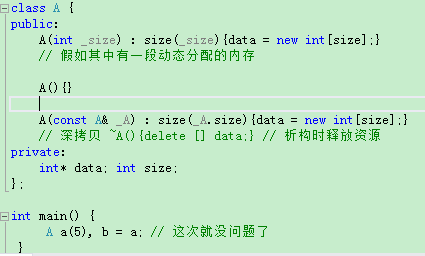 class A {
public:
A(int _size) : size(_size){data = new int[size];}
// 假如其中有一段动态分配的内存
A(){}
A(const A& _A) : size(_A.size){data = new int[size];}
// 深拷贝 ~A(){delete [] data;} // 析构时释放资源
private:
int* data; int size;
};
int main() {
A a(5), b = a; // 这次就没问题了
}